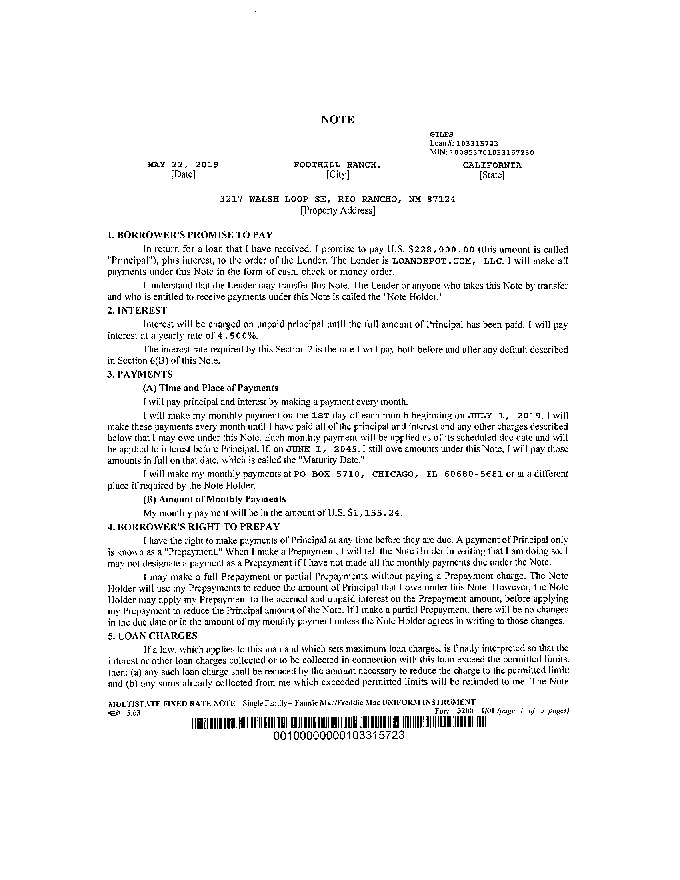 NOTE
GILES
Loan #: 103315723
MIN:
MAY 22, 2019 FOOTHILL RANCH, CALIFORNIA
[Date] [City] [State]
3217 WALSH LOOP SE, RIO RANCHO, NM 87124
[Property Address]
1. BORROWER'S PROMISE TO PAY
In return for a loan that I have received, I promise to pay U.S. $228,000.00 (this amount is called
"Principal"), plus interest, to the order of the Lender. The Lender is LOANDEPOT.COM, LLC. I will make all
payments under this Note in the form of cash, check or money order.
I understand that the Lender may transfer this Note. The Lender or anyone who takes this Note by transfer
and who is entitled to receive payments under this Note is called the "Note Holder."
2. INTEREST
Interest will be charged on unpaid principal until the full amount of Principal has been paid. I will pay
interest at a yearly rate of
The interest rate required by this Section 2 is the rate I will pay both before and after any default described
in Section 6(B) of this Note.
3. PAYMENTS
(A) Time and Place of Payments
I will pay principal and interest by making a payment every month.
I will make my monthly payment on the 1ST day of each month beginning on JULY 1, 2019. I will
make these payments every month until I have paid all of the principal and interest and any other charges described
below that I may owe under this Note. Each monthly payment will be applied as of its scheduled due date and will
be applied to interest before Principal. If, on JUNE 1, I still owe amounts under this Note, I will pay those
amounts in full on that date, which is called the "Maturity Date."
I will make my monthly payments at PO BOX 5710, CHICAGO, IL 60680-5681 or at a different
place if required by the Note Holder.
(B) Amount of Monthly Payments
My monthly payment will be in the amount of U.S. $1,155.24.
4. BORROWER'S RIGHT TO PREPAY
I have the right to make payments of Principal at any time before they are due. A payment of Principal only
is known as a "Prepayment." When I make a Prepayment, I will tell the Note Holder in writing that I am doing so. I
may not designate a payment as a Prepayment if I have not made all the monthly payments due under the Note.
I may make a full Prepayment or partial Prepayments without paying a Prepayment charge. The Note
Holder will use my Prepayments to reduce the amount of Principal that I owe under this Note. However, the Note
Holder may apply my Prepayment to the accrued and unpaid interest on the Prepayment amount, before applying
my Prepayment to reduce the Principal amount of the Note. If I make a partial Prepayment, there will be no changes
in the due date or in the amount of my monthly payment unless the Note Holder agrees in writing to those changes.
5. LOAN CHARGES
If a law, which applies to this loan and which sets maximum loan charges, is finally interpreted so that the
interest or other loan charges collected or to be collected in connection with this loan exceed the permitted limits,
then: (a) any such loan charge shall be reduced by the amount necessary to reduce the charge to the permitted limit;
and (b) any sums already collected from me which exceeded permitted limits will be refunded to me. The Note
MULTISTATE FIXED RATE NOTE - Single Family - Fannie Mae/Freddie Mac UNIFORM INSTRUMENT
Form 3200 1/01 (page 1 of 3 pages)
00100000000103315723